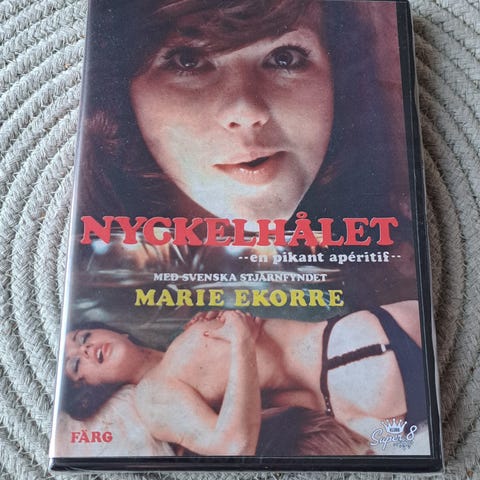 NYCKELHÅLET
--en pikant apéritif--
MED SVENSKA STJÄRNFYNDET
MARIE EKORRE
FÄRG
Super 8